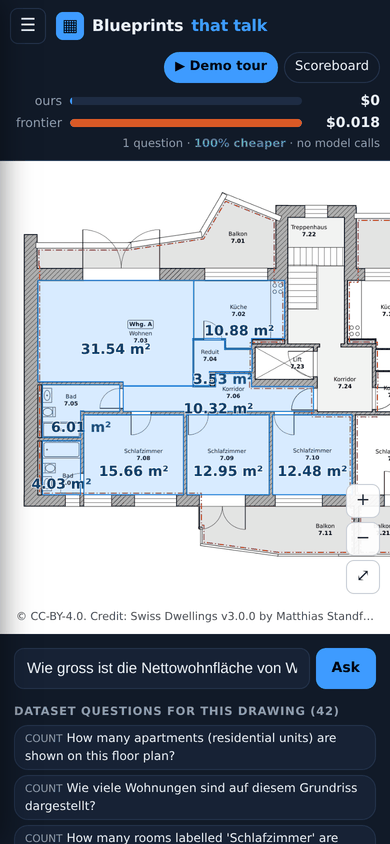 Blueprints that talk
▶ Demo tour
Scoreboard
ours $0
frontier $0.018
1 question · 100% cheaper · no model calls
Balkon
7.01
Treppenhaus
7.22
Küche
7.02
10.88 m²
Whg. A
Wohnen
7.03
31.54 m²
Reduit
7.04
3.53 m²
Lift
7.23
Korridor
7.24
Korridor
7.06
10.32 m²
Bad
7.05
6.01 m²
Schlafzimmer
7.08
15.66 m²
Schlafzimmer
7.09
12.95 m²
Schlafzimmer
7.10
12.48 m²
Bad
4.03 m²
Balkon
7.11
Balkon
+
−
© CC-BY-4.0. Credit: Swiss Dwellings v3.0.0 by Matthias Standf...
Wie gross ist die Nettowohnfläche von W
Ask
DATASET QUESTIONS FOR THIS DRAWING (42)
COUNT How many apartments (residential units) are
shown on this floor plan?
COUNT Wie viele Wohnungen sind auf diesem Grundriss
dargestellt?
COUNT How many rooms labelled 'Schlafzimmer' are